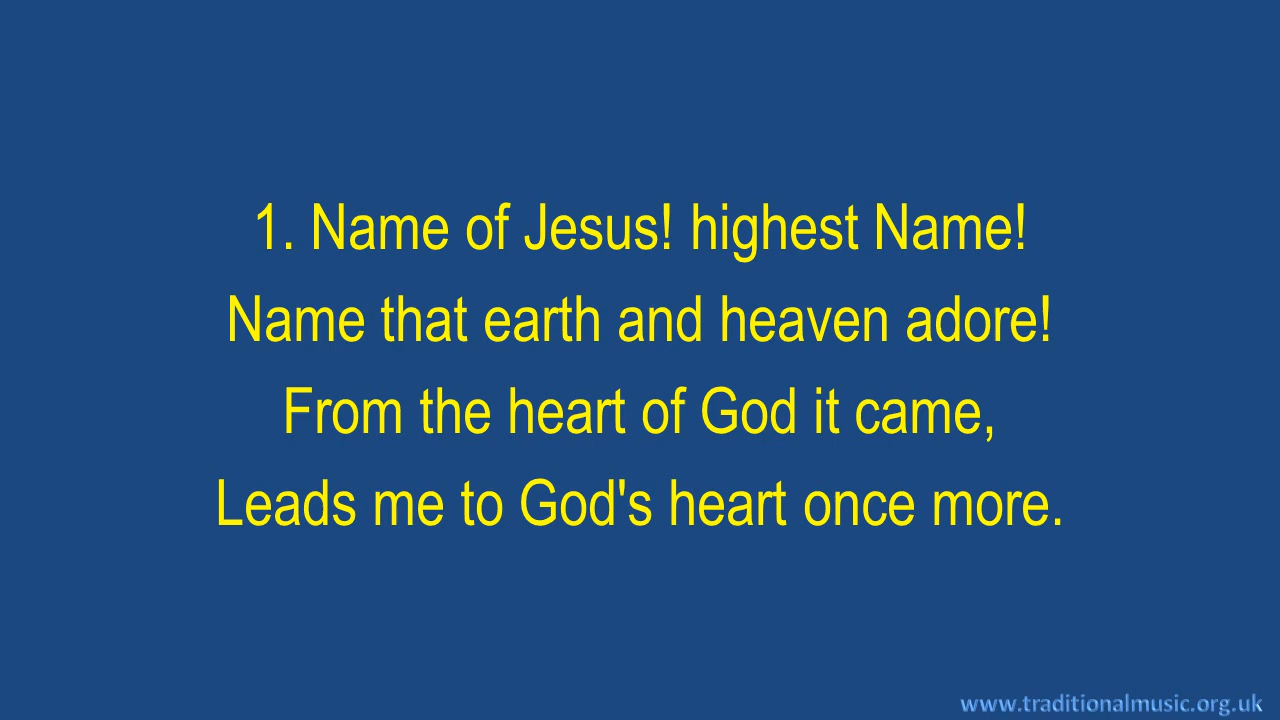 1. Name of Jesus! highest Name!
Name that earth and heaven adore!
From the heart of God it came,
Leads me to God's heart once more.
www.traditionalmusic.org.uk